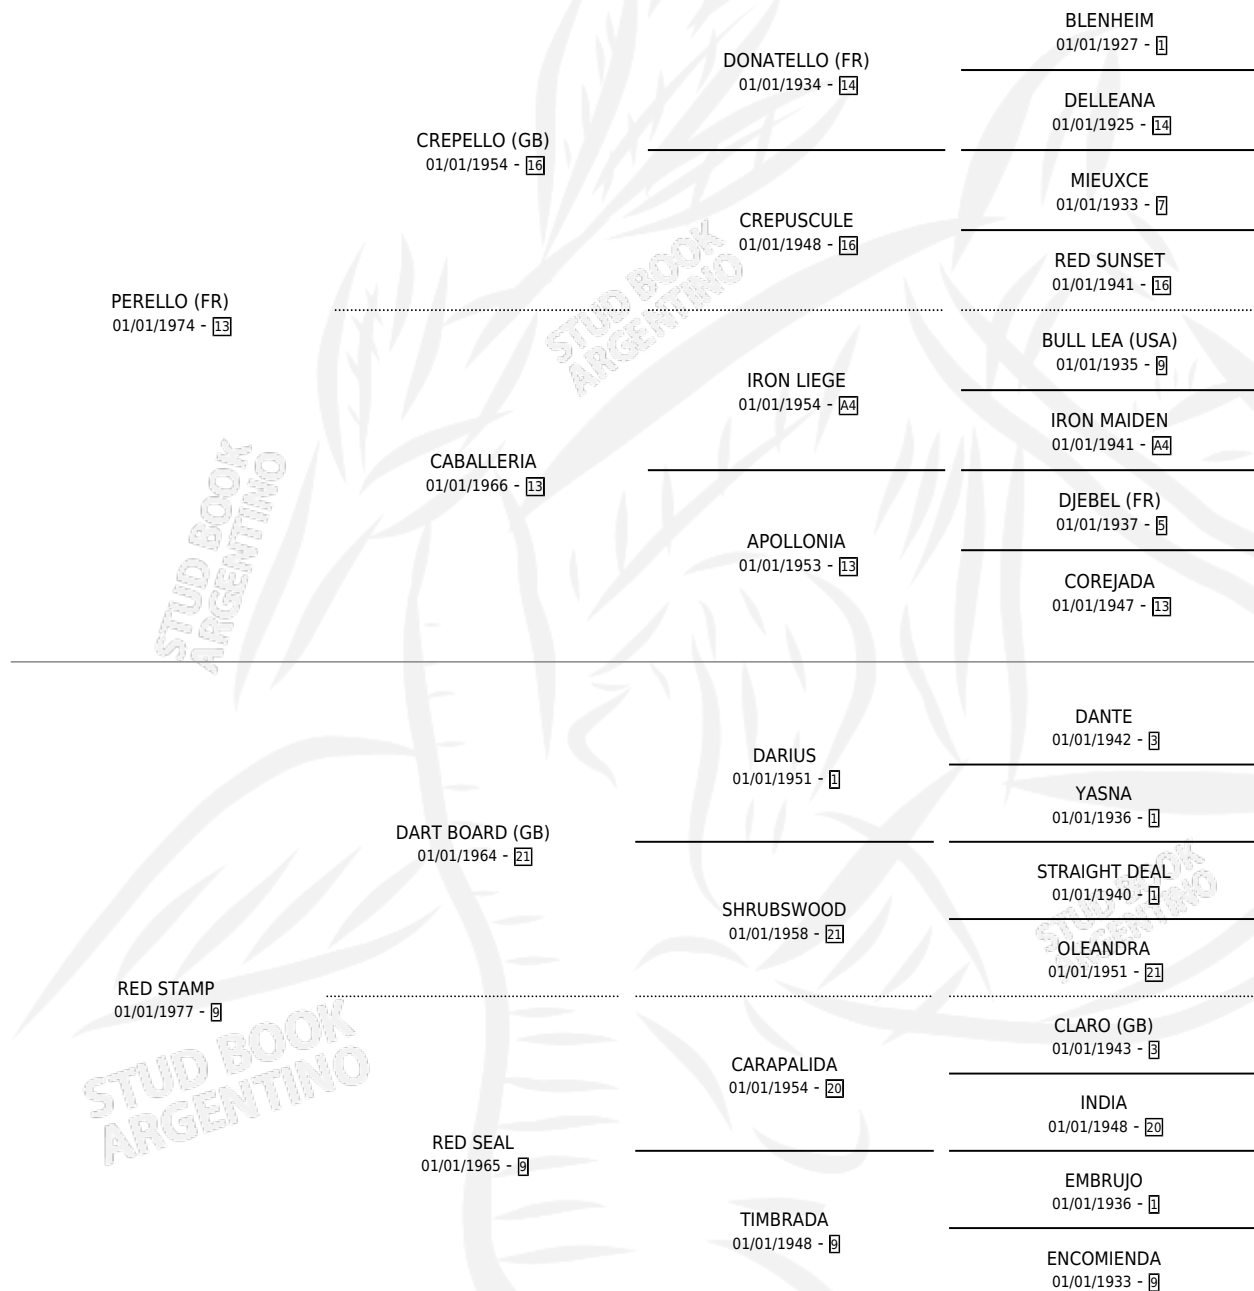 BLENHEIM
01/01/1927 - 1
DONATELLO (FR)
01/01/1934 - 14
DELLEANA
01/01/1925 - 14
CREPELLO (GB)
01/01/1954 - 16
MIEUXCE
01/01/1933 - 7
CREPUSCULE
01/01/1948 - 16
RED SUNSET
01/01/1941 - 16
PERELLO (FR)
01/01/1974 - 13
STUD BOOK
ARGENTINO
BULL LEA (USA)
01/01/1935 - 9
IRON LIEGE
01/01/1954 - A4
IRON MAIDEN
01/01/1941 - A4
CABALLERIA
01/01/1966 - 13
DJEBEL (FR)
01/01/1937 - 5
APOLLONIA
01/01/1953 - 13
COREJADA
01/01/1947 - 13
STUD BOOK
ARGENTINO
DANTE
01/01/1942 - 3
DARIUS
01/01/1951 - 1
YASNA
01/01/1936 - 1
DART BOARD (GB)
01/01/1964 - 21
STRAIGHT DEAL
01/01/1940 - 1
SHRUBSWOOD
01/01/1958 - 21
OLEANDRA
01/01/1951 - 21
STUD BOOK
ARGENTINO
RED STAMP
01/01/1977 - 9
CLARO (GB)
01/01/1943 - 3
CARAPALIDA
01/01/1954 - 20
INDIA
01/01/1948 - 20
STUD BOOK
ARGENTINO
RED SEAL
01/01/1965 - 9
EMBRUJO
01/01/1936 - 1
TIMBRADA
01/01/1948 - 9
ENCOMIENDA
01/01/1933 - 9